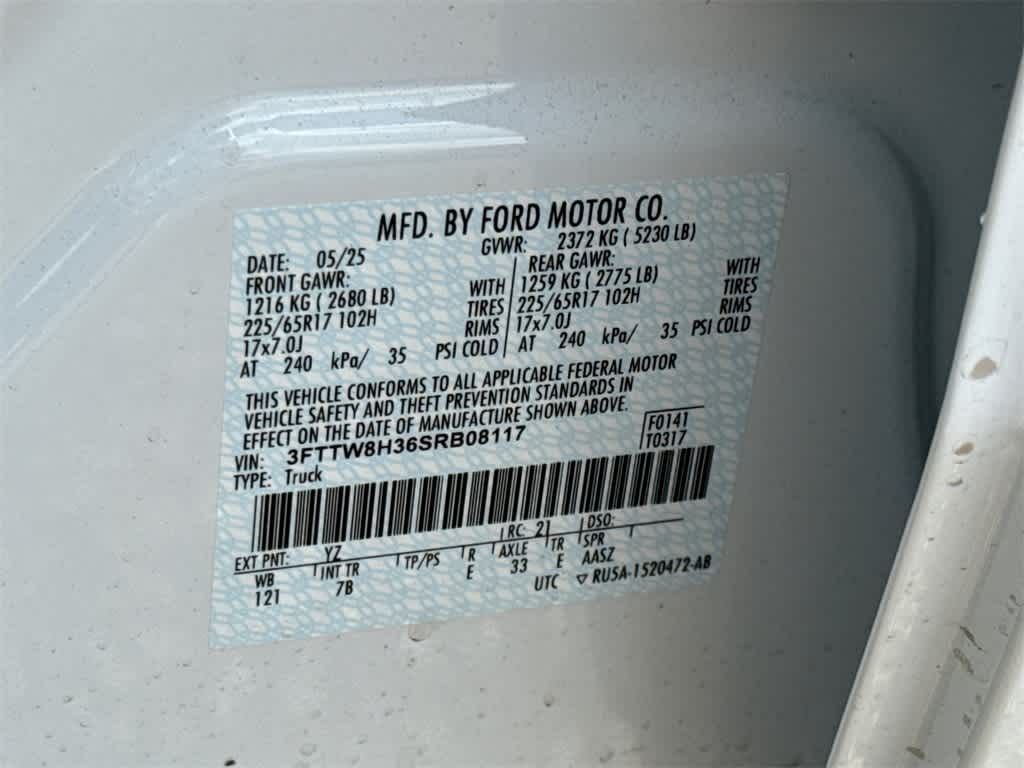 MFD. BY FORD MOTOR CO.
DATE: 05/25 GVWR: 2372 KG ( 5230 LB)
FRONT GAWR: REAR GAWR:
1216 KG ( 2680 LB) WITH 1259 KG ( 2775 LB) WITH
225/65R17 102H TIRES 225/65R17 102H TIRES
17x7.0J RIMS 17x7.0J RIMS
AT 240 kPa/ 35 PSI COLD AT 240 kPa/ 35 PSI COLD
THIS VEHICLE CONFORMS TO ALL APPLICABLE FEDERAL MOTOR
VEHICLE SAFETY AND THEFT PREVENTION STANDARDS IN
EFFECT ON THE DATE OF MANUFACTURE SHOWN ABOVE.
VIN: 3FTTW8H36SRB08117 F0141
TYPE: Truck T0317
EXT PNT: YZ RC: 21 DSO:
WB INT TR TP/PS R AXLE TR SPR
121 7B E 33 E AASZ
UTC ▽ RU5A-1520472-AB